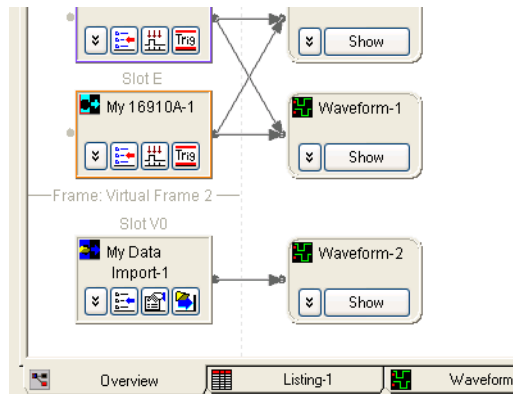 Trig
Show
Slot E
My 16910A-1
Trig
Waveform-1
Show
Frame: Virtual Frame 2
Slot V0
My Data
Import-1
Waveform-2
Show
Overview
Listing-1
Waveform